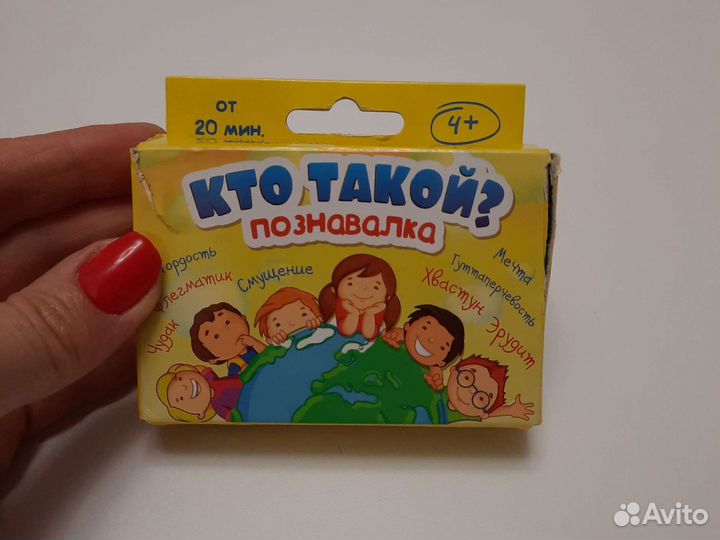 от
20 мин.
4+
КТО ТАКОЙ?
познавалка
Гордость
Флегматик
Чудак
Смущение
Мечта
Гуттаперчевость
Хвастун
Эрудит
Avito